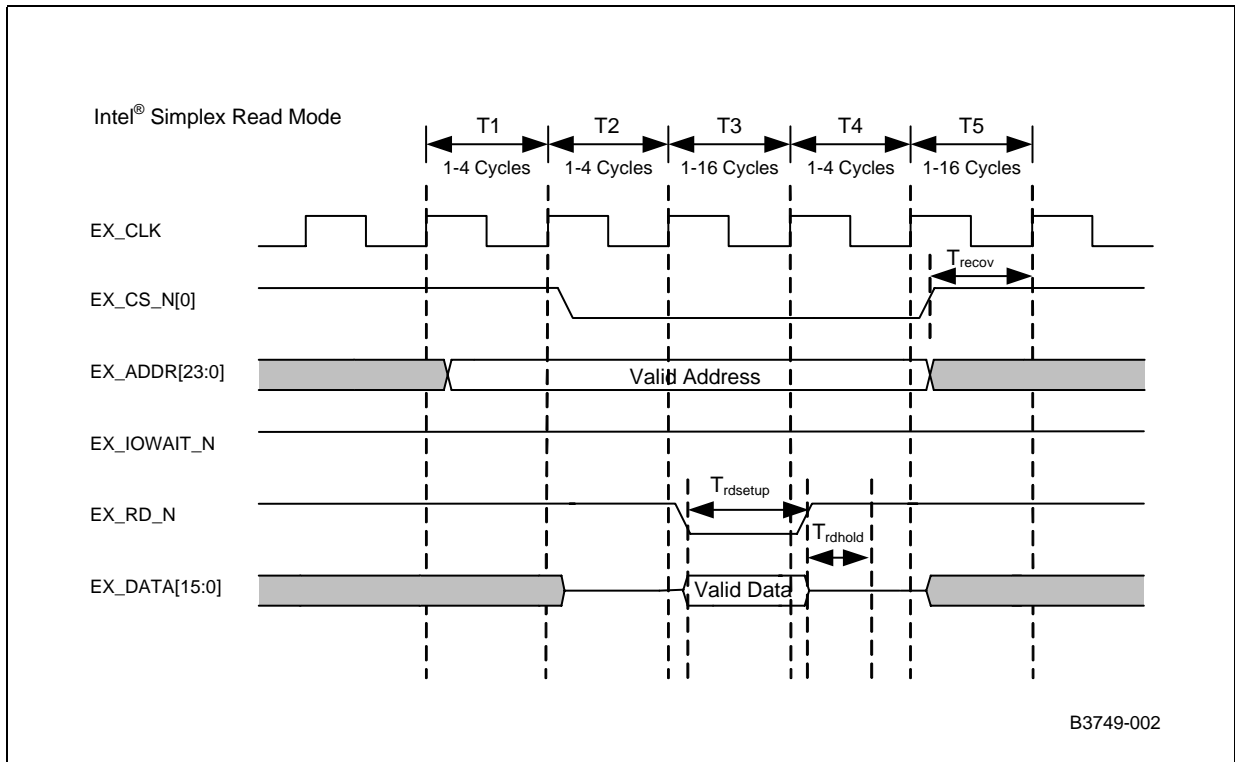 Intel® Simplex Read Mode
T1 T2 T3 T4 T5
1-4 Cycles 1-4 Cycles 1-16 Cycles 1-4 Cycles 1-16 Cycles
EX_CLK
Trecov
EX_CS_N[0]
EX_ADDR[23:0]
Valid Address
EX_IOWAIT_N
Trdsetup
EX_RD_N
Trdhold
EX_DATA[15:0]
Valid Data
B3749-002